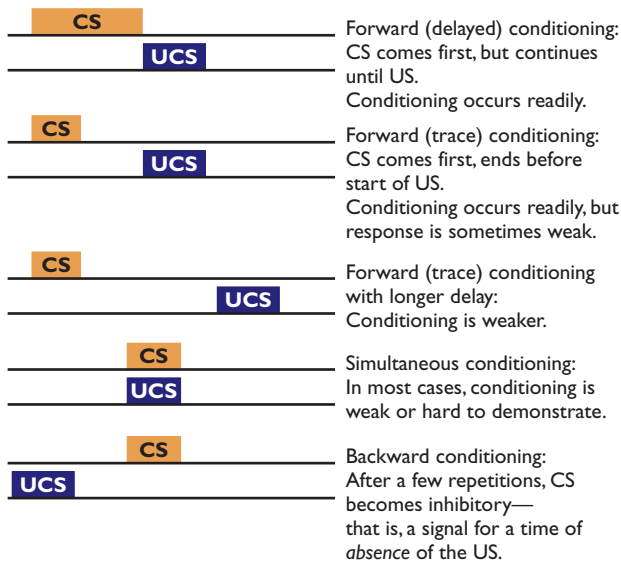 CS
UCS
Forward (delayed) conditioning:
CS comes first, but continues
until US.
Conditioning occurs readily.
CS
UCS
Forward (trace) conditioning:
CS comes first, ends before
start of US.
Conditioning occurs readily, but
response is sometimes weak.
CS
UCS
Forward (trace) conditioning
with longer delay:
Conditioning is weaker.
CS
UCS
Simultaneous conditioning:
In most cases, conditioning is
weak or hard to demonstrate.
CS
UCS
Backward conditioning:
After a few repetitions, CS
becomes inhibitory—
that is, a signal for a time of
absence of the US.